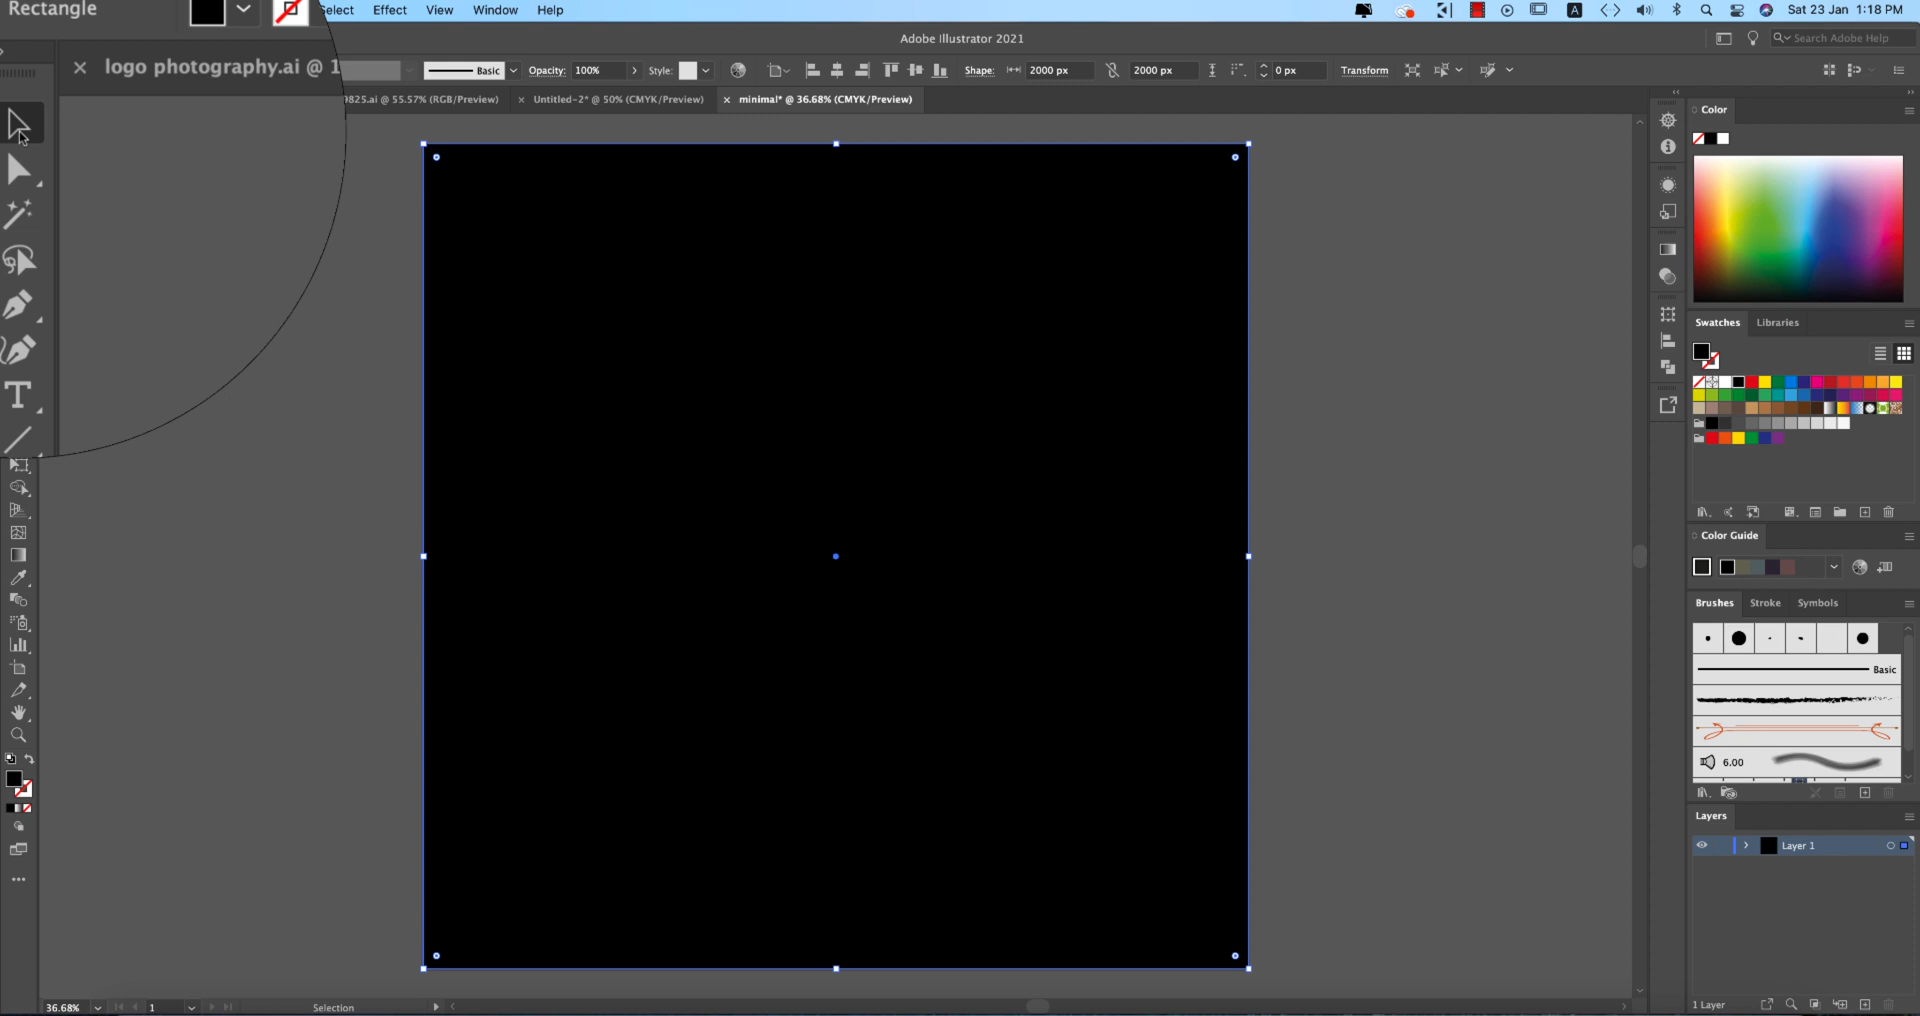 Rectangle
Select Effect View Window Help
A
Sat 23 Jan 1:18 PM
Adobe Illustrator 2021
Search Adobe Help
Basic
Opacity: 100%
Style:
Shape: 2000 px 2000 px 0 px
Transform
logo photography.ai @ 1
0825.ai @ 55.57% (RGB/Preview)
Untitled-2* @ 50% (CMYK/Preview)
minimal* @ 36.68% (CMYK/Preview)
Color
Swatches Libraries
Color Guide
Brushes Stroke Symbols
Basic
6.00
Layers
Layer 1
1 Layer
36.68% 1 Selection